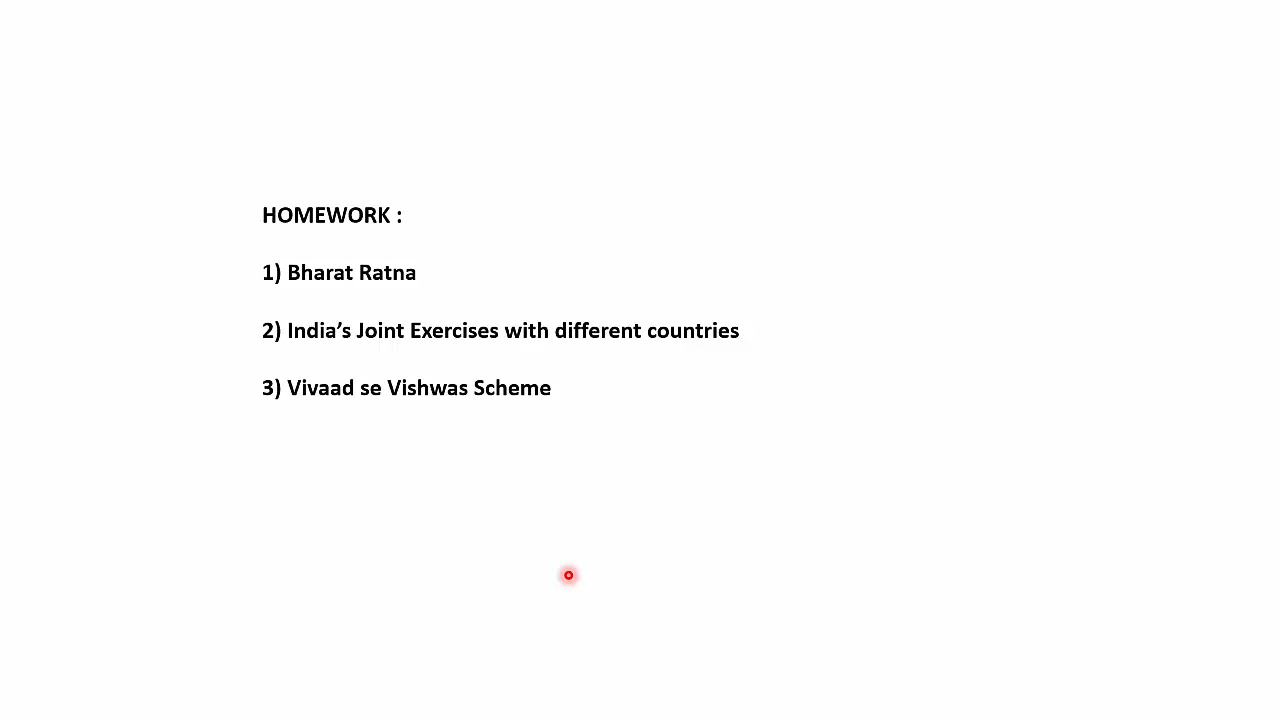 HOMEWORK :
1) Bharat Ratna
2) India’s Joint Exercises with different countries
3) Vivaad se Vishwas Scheme